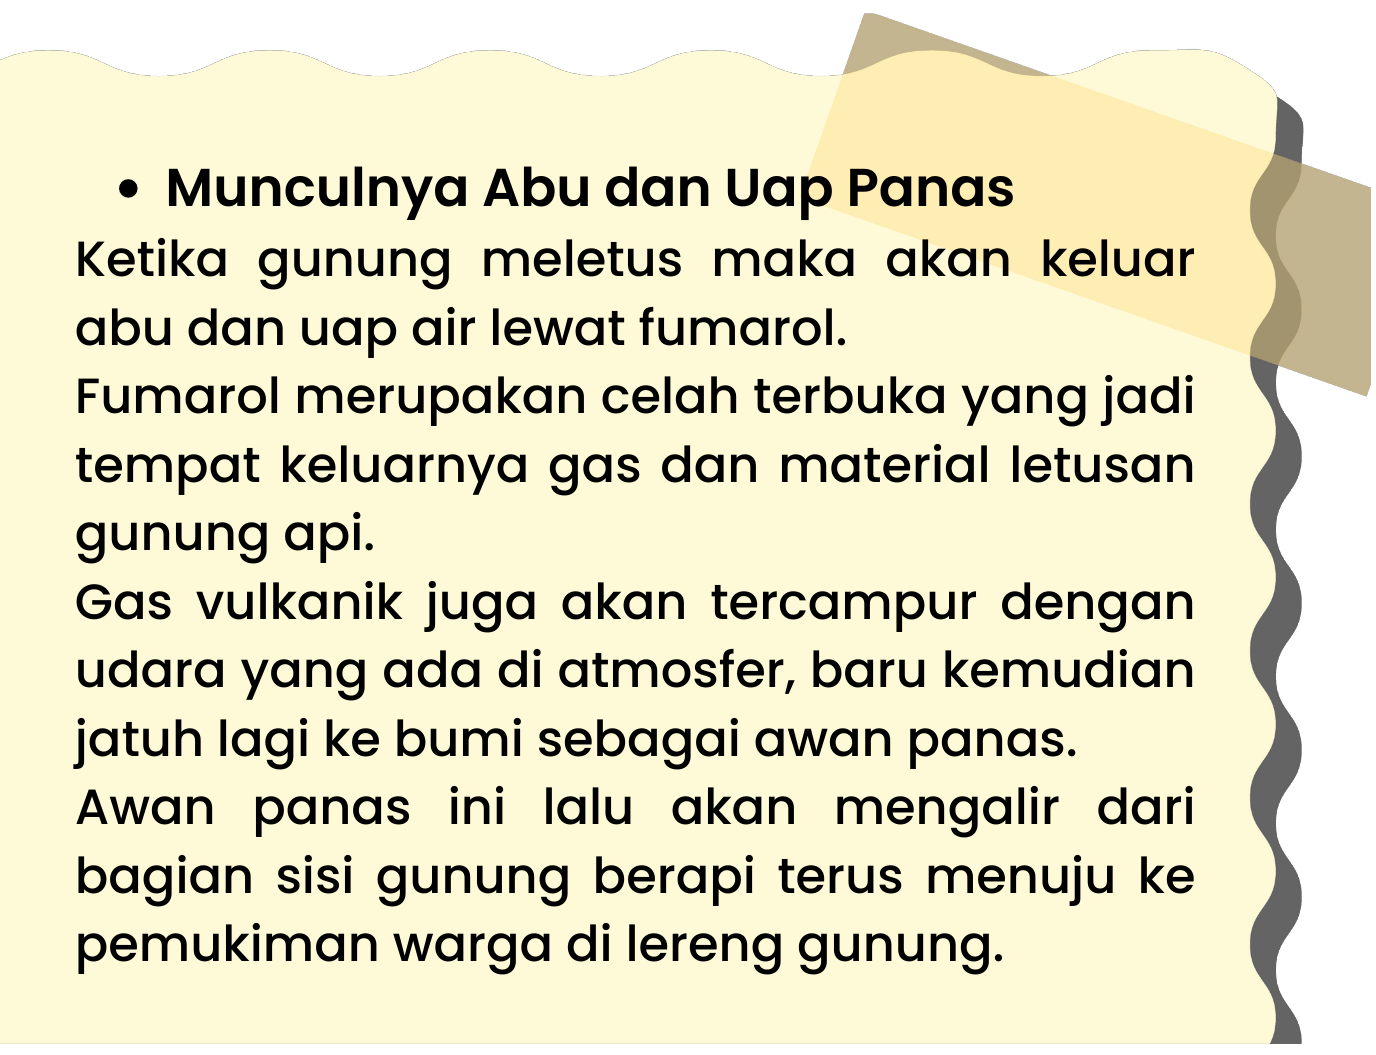 • Munculnya Abu dan Uap Panas
Ketika gunung meletus maka akan keluar
abu dan uap air lewat fumarol.
Fumarol merupakan celah terbuka yang jadi
tempat keluarnya gas dan material letusan
gunung api.
Gas vulkanik juga akan tercampur dengan
udara yang ada di atmosfer, baru kemudian
jatuh lagi ke bumi sebagai awan panas.
Awan panas ini lalu akan mengalir dari
bagian sisi gunung berapi terus menuju ke
pemukiman warga di lereng gunung.